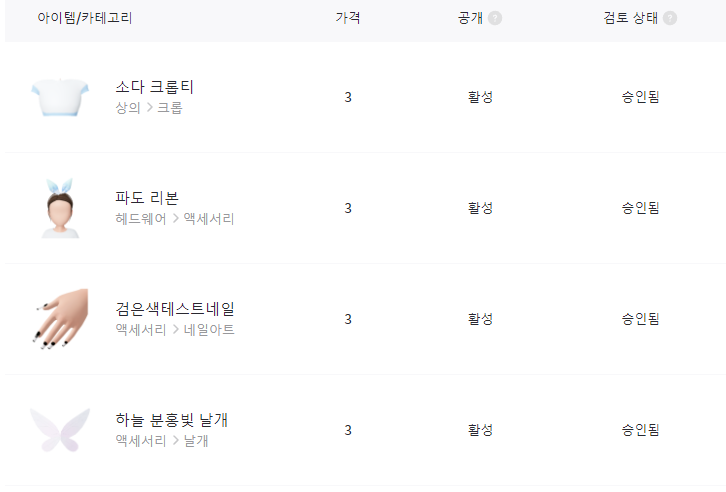 아이템/카테고리 가격 공개 ? 검토 상태 ?
소다 크롭티
상의 > 크롭
3 활성 승인됨
파도 리본
헤드웨어 > 액세서리
3 활성 승인됨
검은색테스트네일
액세서리 > 네일아트
3 활성 승인됨
하늘 분홍빛 날개
액세서리 > 날개
3 활성 승인됨